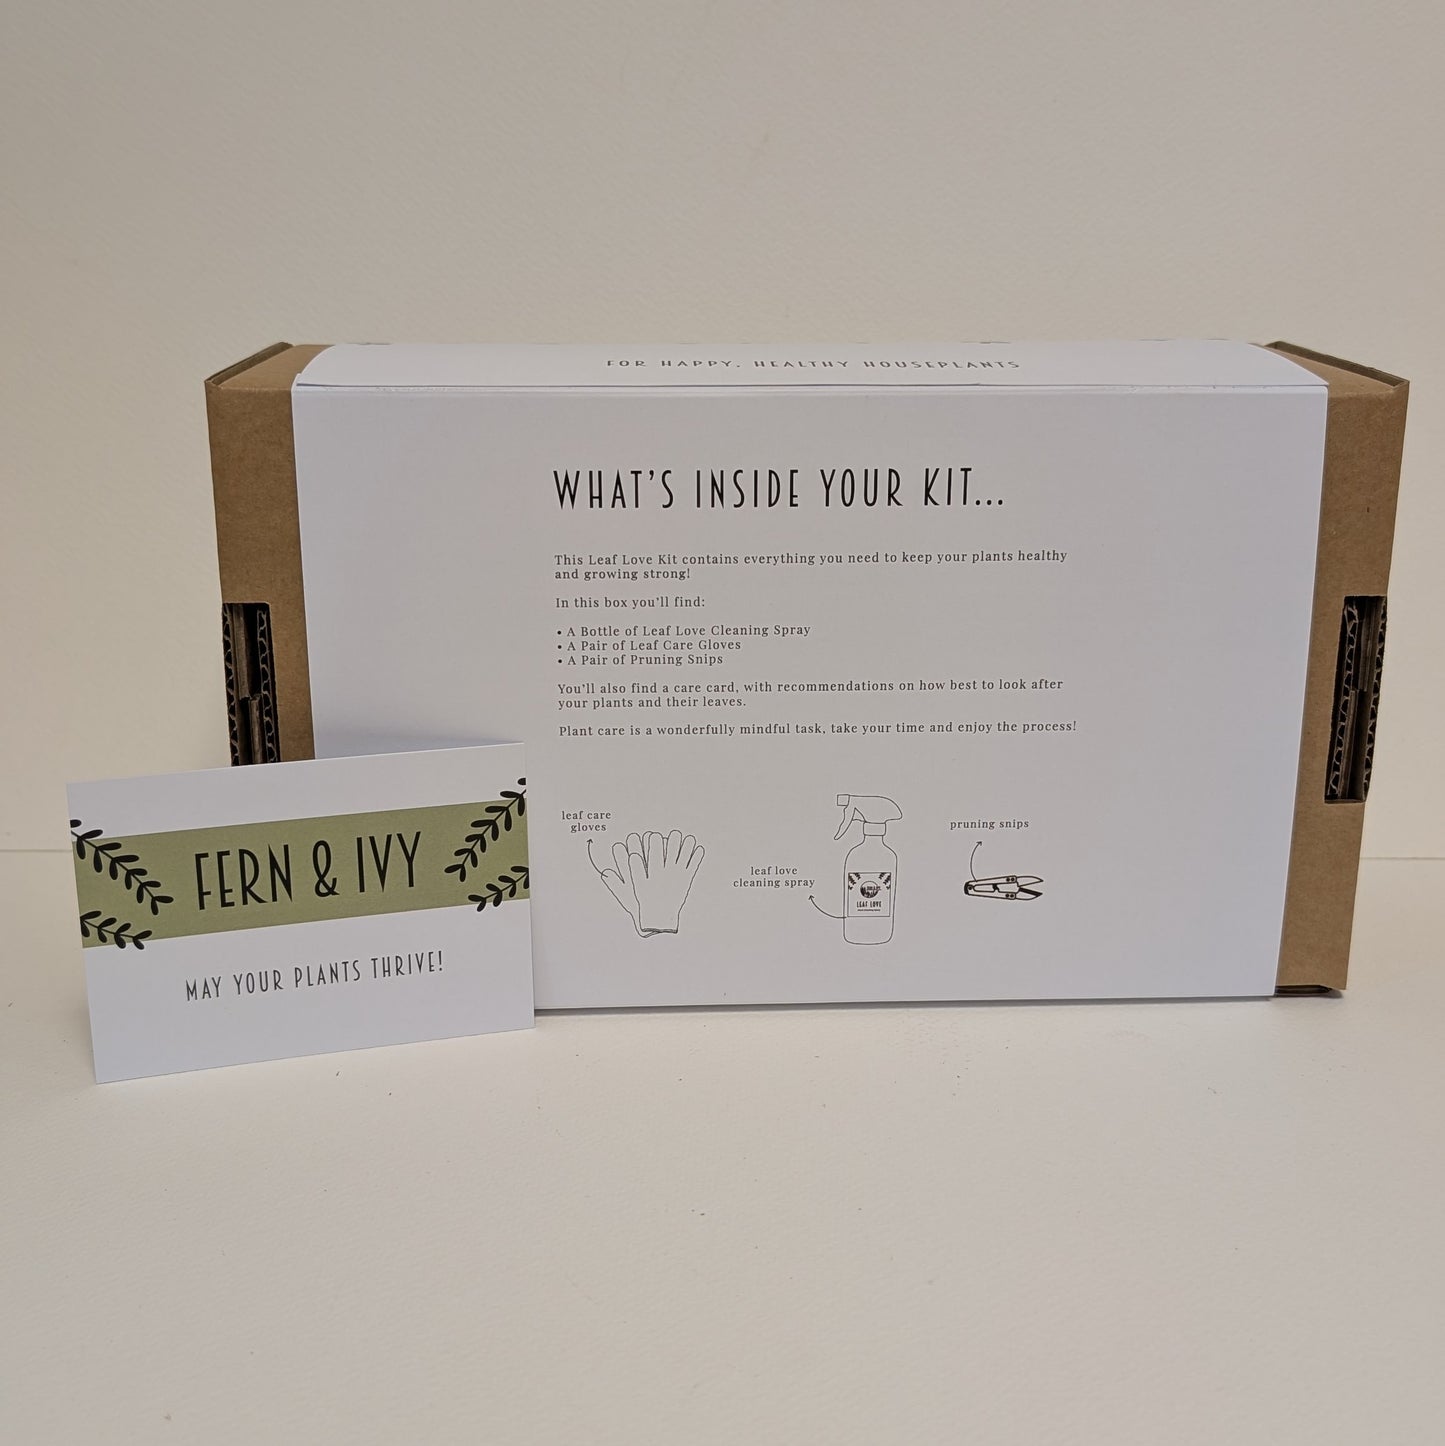 FOR HAPPY, HEALTHY HOUSEPLANTS
WHAT'S INSIDE YOUR KIT...
This Leaf Love Kit contains everything you need to keep your plants healthy
and growing strong!
In this box you'll find:
• A Bottle of Leaf Love Cleaning Spray
• A Pair of Leaf Care Gloves
• A Pair of Pruning Snips
You'll also find a care card, with recommendations on how best to look after
your plants and their leaves.
Plant care is a wonderfully mindful task, take your time and enjoy the process!
leaf care
gloves
leaf love
cleaning spray
pruning snips
LEAF LOVE
FERN & IVY
MAY YOUR PLANTS THRIVE!